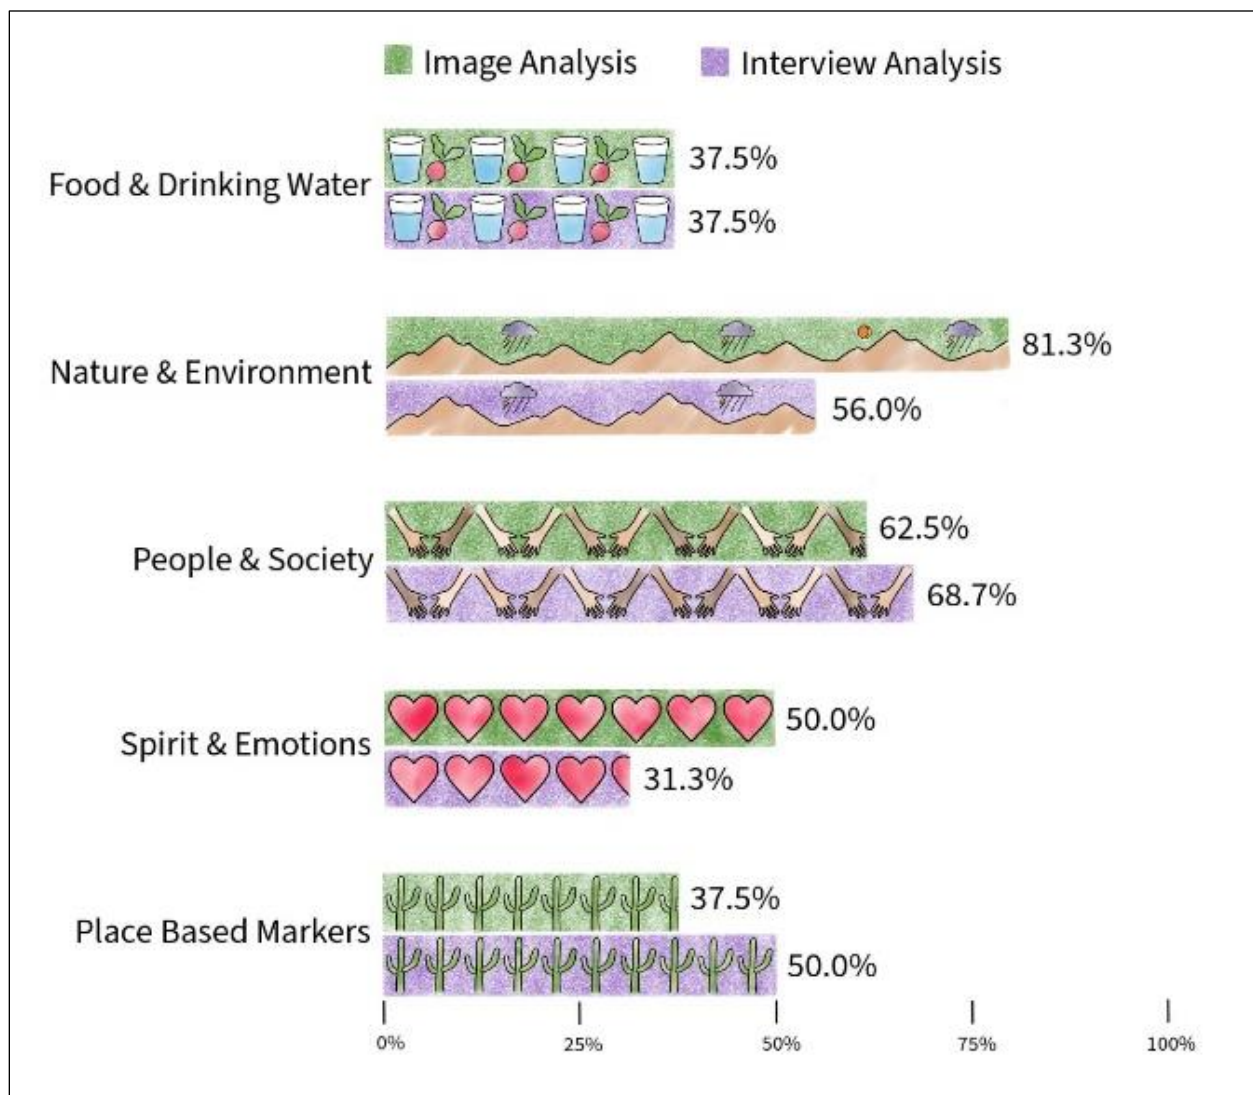 Image Analysis Interview Analysis
Food & Drinking Water
37.5%
37.5%
Nature & Environment
81.3%
56.0%
People & Society
62.5%
68.7%
Spirit & Emotions
50.0%
31.3%
Place Based Markers
37.5%
50.0%
0% 25% 50% 75% 100%